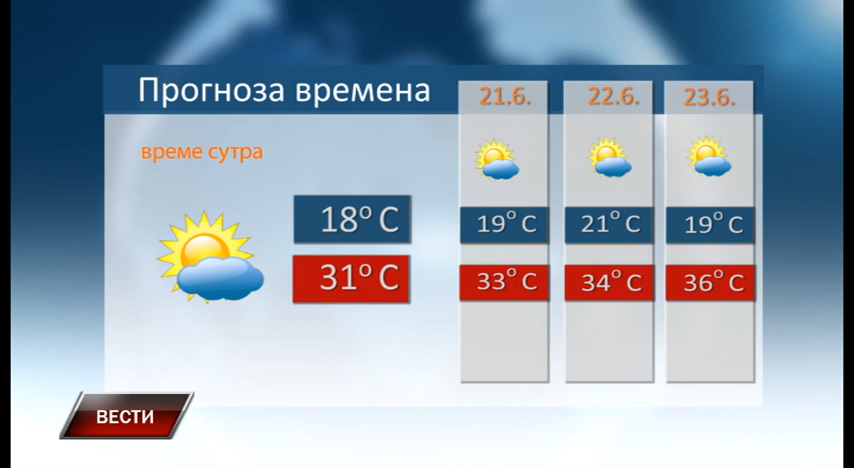 Прогноза времена
време сутра
18° C
31° C
21.6.
22.6.
23.6.
19° C
21° C
19° C
33° C
34° C
36° C
ВЕСТИ